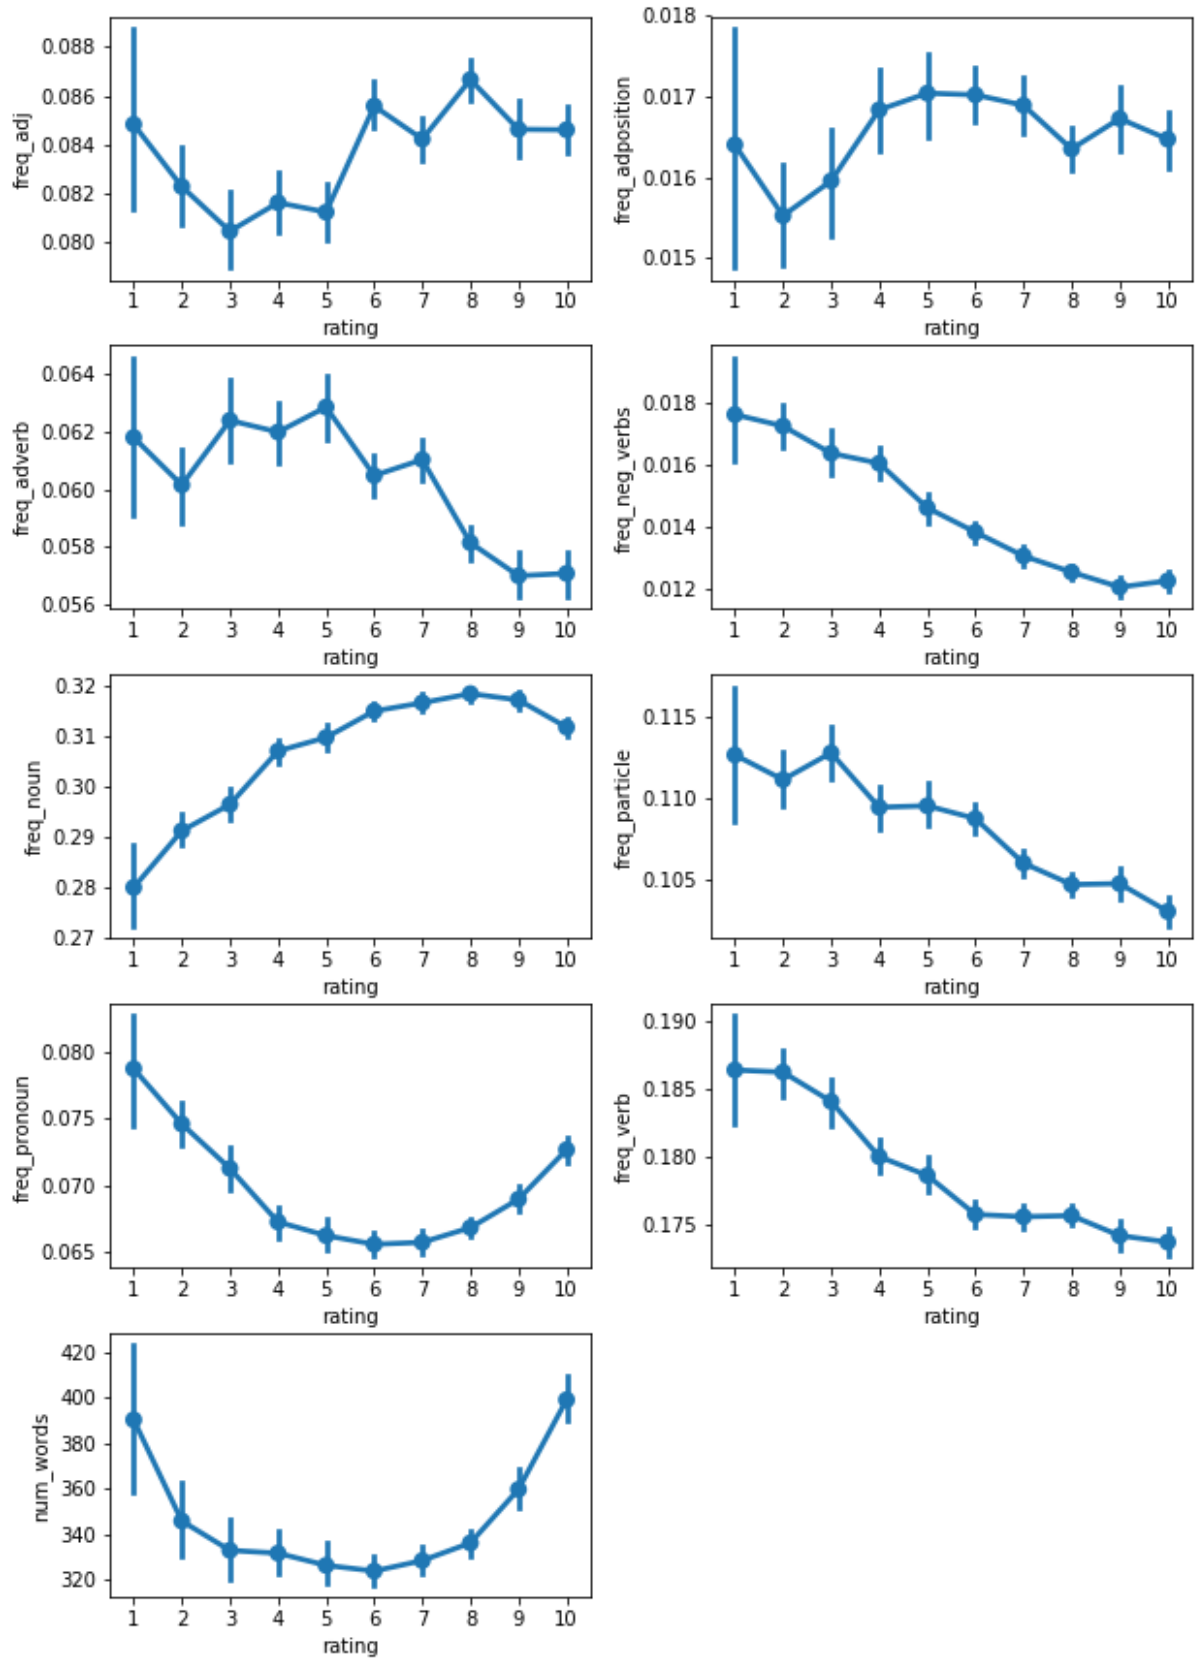 0.088
0.086
0.084
0.082
0.080
freq_adj
1 2 3 4 5 6 7 8 9 10
rating
0.018
0.017
0.016
0.015
freq_adposition
1 2 3 4 5 6 7 8 9 10
rating
0.064
0.062
0.060
0.058
0.056
freq_adverb
1 2 3 4 5 6 7 8 9 10
rating
0.018
0.016
0.014
0.012
freq_neg_verbs
1 2 3 4 5 6 7 8 9 10
rating
0.32
0.31
0.30
0.29
0.28
0.27
freq_noun
1 2 3 4 5 6 7 8 9 10
rating
0.115
0.110
0.105
freq_particle
1 2 3 4 5 6 7 8 9 10
rating
0.080
0.075
0.070
0.065
freq_pronoun
1 2 3 4 5 6 7 8 9 10
rating
0.190
0.185
0.180
0.175
freq_verb
1 2 3 4 5 6 7 8 9 10
rating
420
400
380
360
340
320
num_words
1 2 3 4 5 6 7 8 9 10
rating